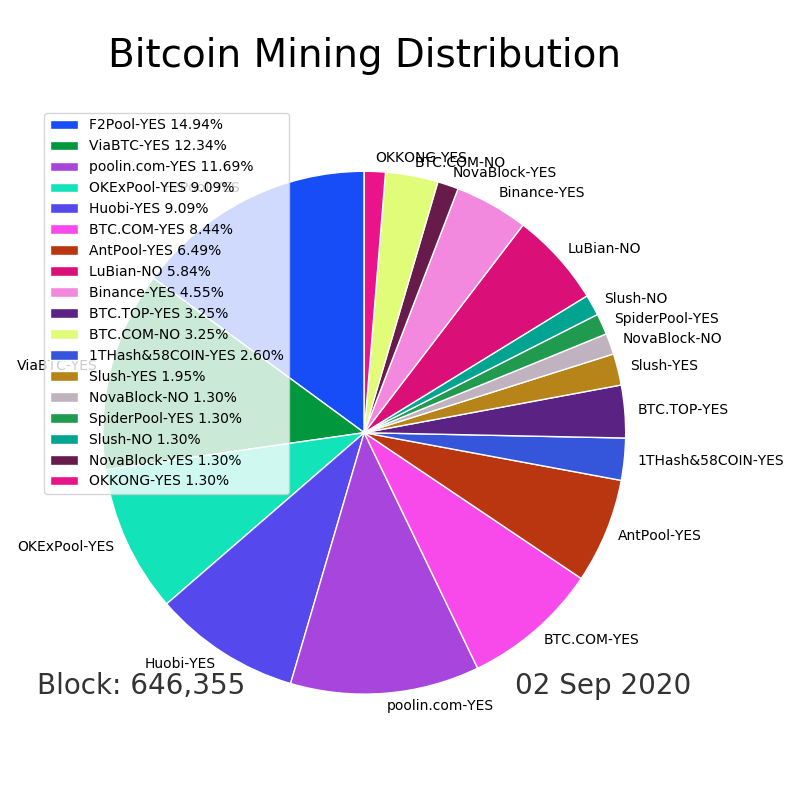 Bitcoin Mining Distribution
F2Pool-YES 14.94%
ViaBTC-YES 12.34%
poolin.com-YES 11.69%
OKExPool-YES 9.09%
Huobi-YES 9.09%
BTC.COM-YES 8.44%
AntPool-YES 6.49%
LuBian-NO 5.84%
Binance-YES 4.55%
BTC.TOP-YES 3.25%
BTC.COM-NO 3.25%
1THash&58COIN-YES 2.60%
Slush-YES 1.95%
NovaBlock-NO 1.30%
SpiderPool-YES 1.30%
Slush-NO 1.30%
NovaBlock-YES 1.30%
OKKONG-YES 1.30%
OKKONG-YES
BTC.COM-NO
NovaBlock-YES
Binance-YES
LuBian-NO
Slush-NO
SpiderPool-YES
NovaBlock-NO
Slush-YES
BTC.TOP-YES
1THash&58COIN-YES
AntPool-YES
BTC.COM-YES
poolin.com-YES
Huobi-YES
OKExPool-YES
ViaBTC-YES
Block: 646,355
02 Sep 2020